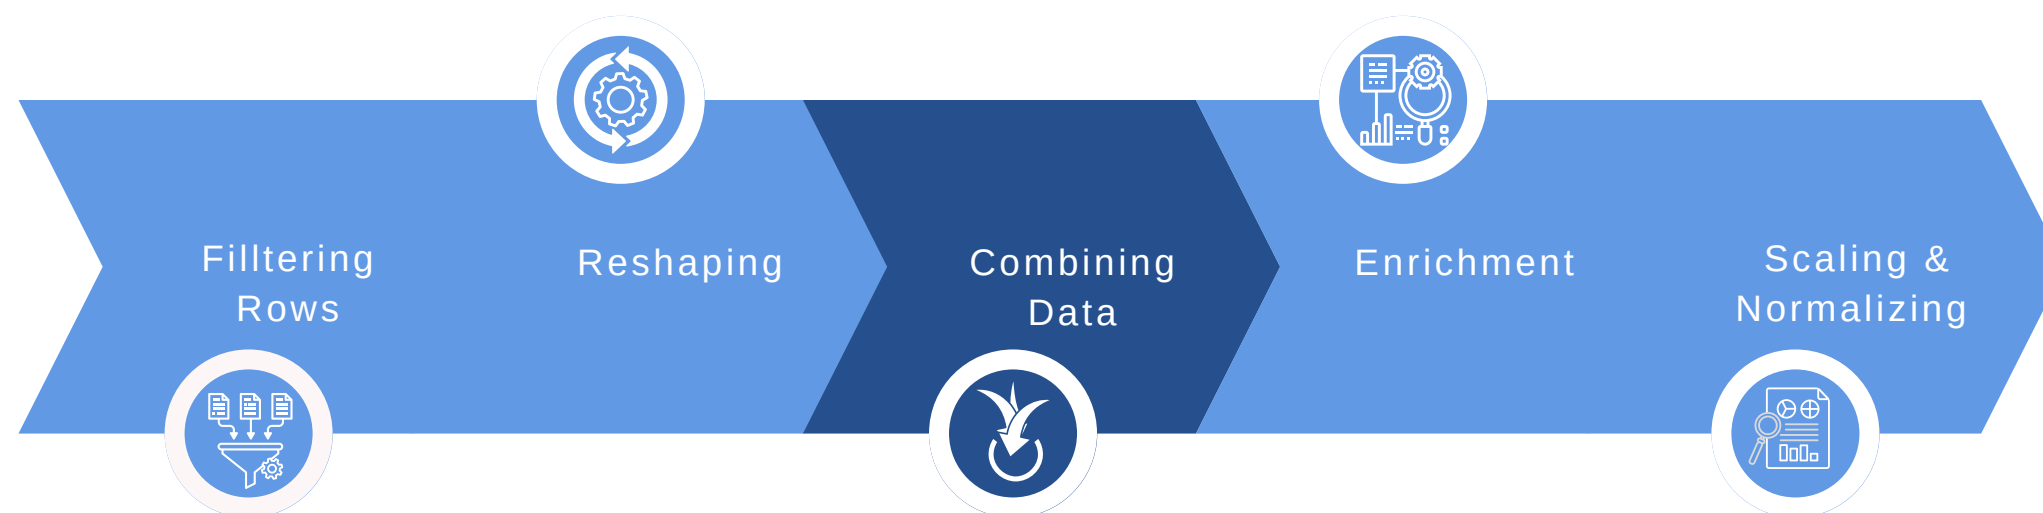 Filltering
Rows
Reshaping
Combining
Data
Enrichment
Scaling &
Normalizing